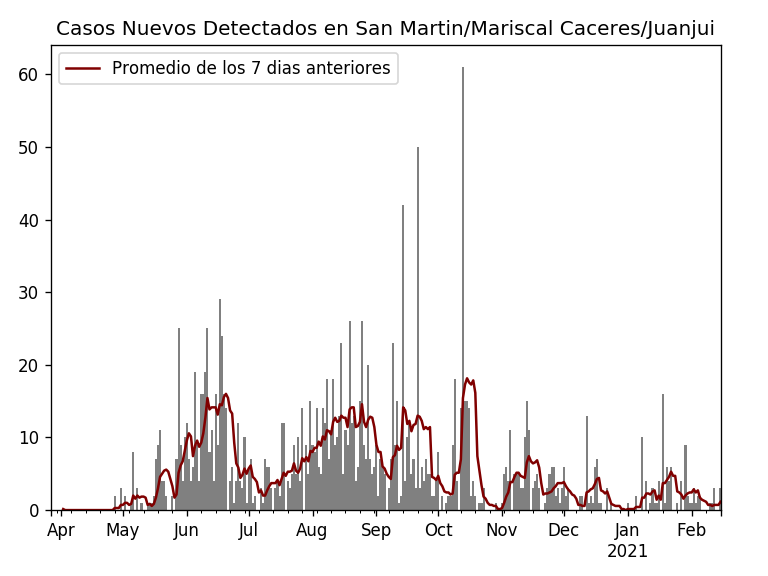 Casos Nuevos Detectados en San Martin/Mariscal Caceres/Juanjui
Promedio de los 7 dias anteriores
60
50
40
30
20
10
0
Apr May Jun Jul Aug Sep Oct Nov Dec Jan Feb
2021